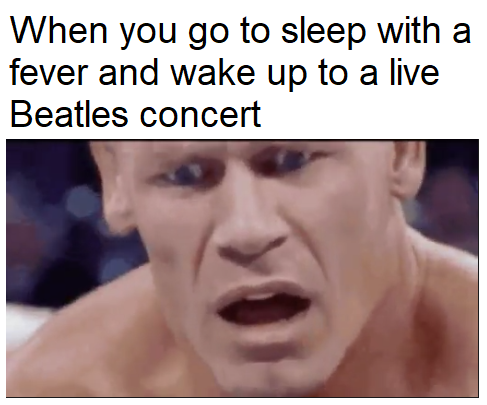 When you go to sleep with a
fever and wake up to a live
Beatles concert